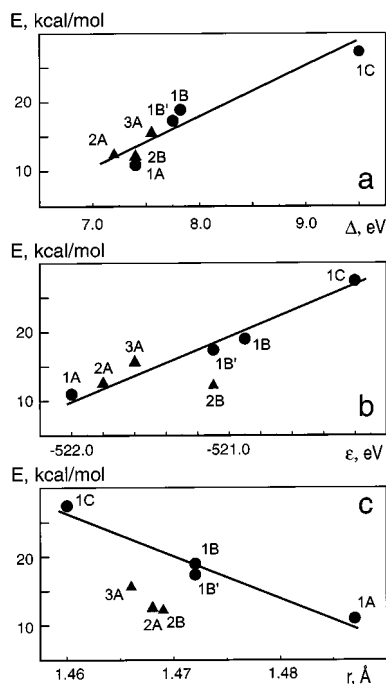 E, kcal/mol
a
20
10
1C
1B
1B'
3A
2A
2B
1A
7.0 8.0 9.0
Δ, eV
E, kcal/mol
b
20
10
1C
1A
2A
3A
1B
1B'
2B
-522.0 -521.0
ε, eV
E, kcal/mol
c
20
10
1C
1B
1B'
3A
2A
2B
1A
1.46 1.47 1.48
r, Å